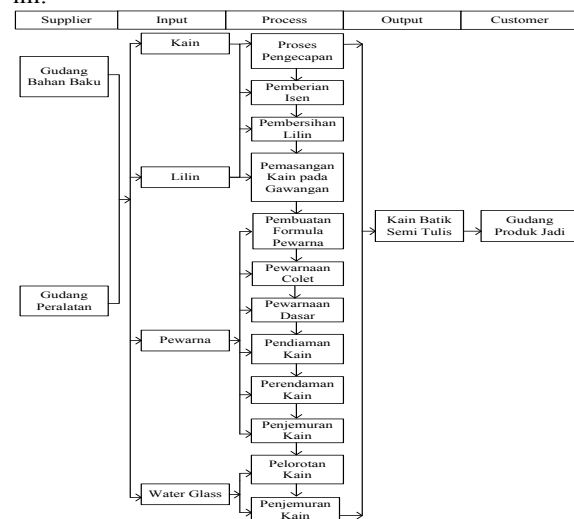 Supplier
Input
Process
Output
Customer
Gudang
Bahan Baku
Gudang
Peralatan
Kain
Lilin
Pewarna
Water Glass
Proses
Pengecapan
Pemberian
Isen
Pembersihan
Lilin
Pemasangan
Kain pada
Gawangan
Pembuatan
Formula
Pewarna
Pewarnaan
Colet
Pewarnaan
Dasar
Pendiaman
Kain
Perendaman
Kain
Penjemuran
Kain
Pelorotan
Kain
Penjemuran
Kain
Kain Batik
Semi Tulis
Gudang
Produk Jadi